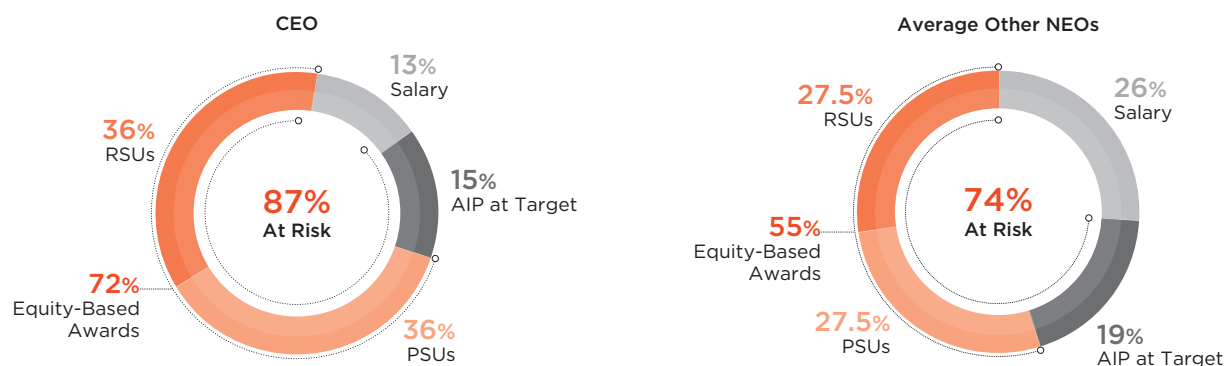 CEO
13%
Salary
36%
RSUs
87%
At Risk
15%
AIP at Target
72%
Equity-Based
Awards
36%
PSUs
Average Other NEOs
27.5%
RSUs
26%
Salary
74%
At Risk
55%
Equity-Based
Awards
27.5%
PSUs
19%
AIP at Target